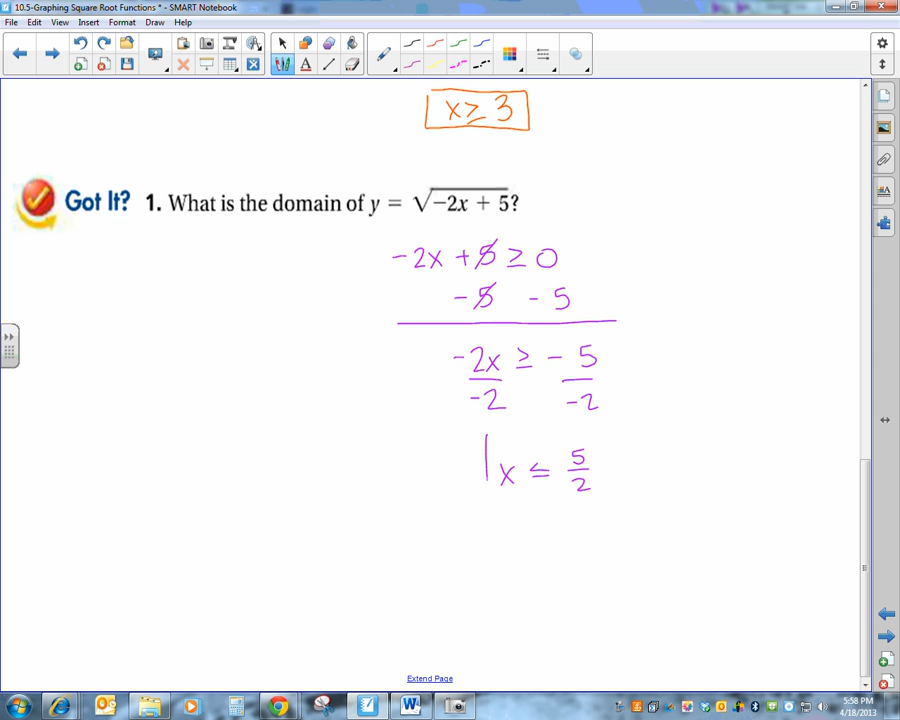 10.5-Graphing Square Root Functions * - SMART Notebook
File Edit View Insert Format Draw Help
x ≥ 3
Got It? 1. What is the domain of y = √−2x + 5?
-2x + 5 ≥ 0
- 5 - 5
-2x ≥ - 5
-2 -2
x ≤ 5/2
Extend Page
5:58 PM
4/18/2013